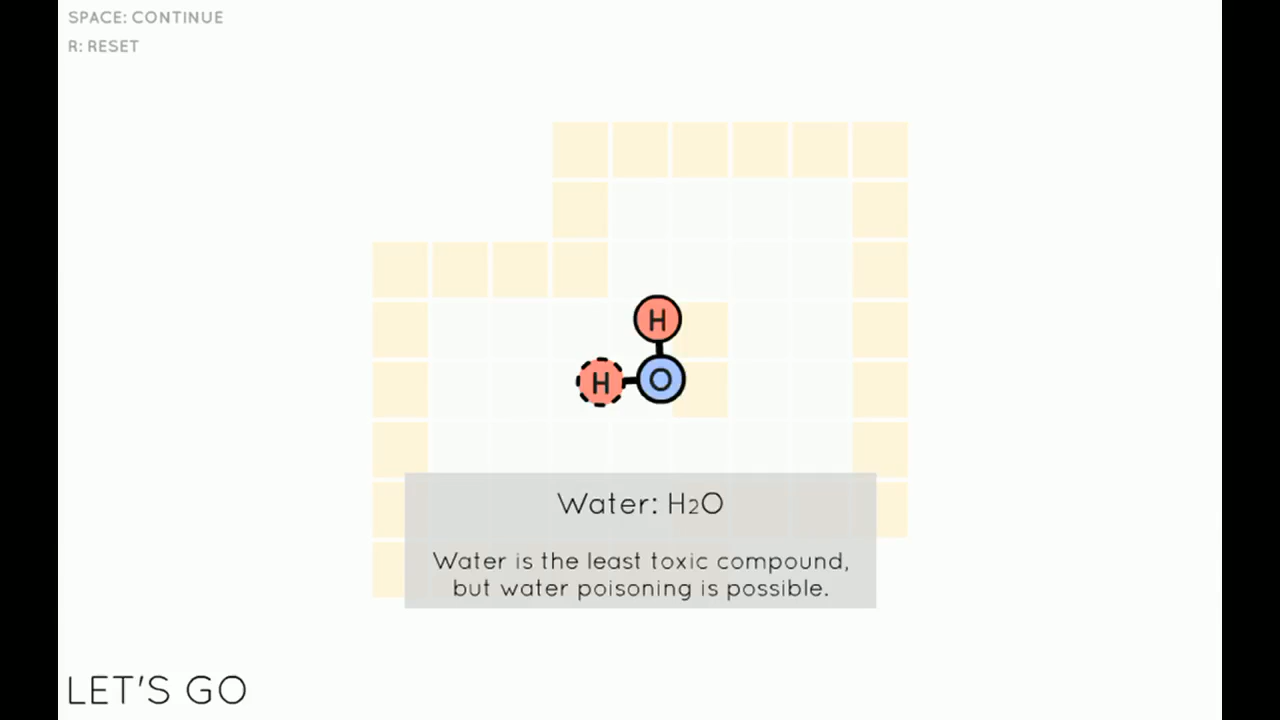 SPACE: CONTINUE
R: RESET
H
H O
Water: H2O
Water is the least toxic compound,
but water poisoning is possible.
LET'S GO